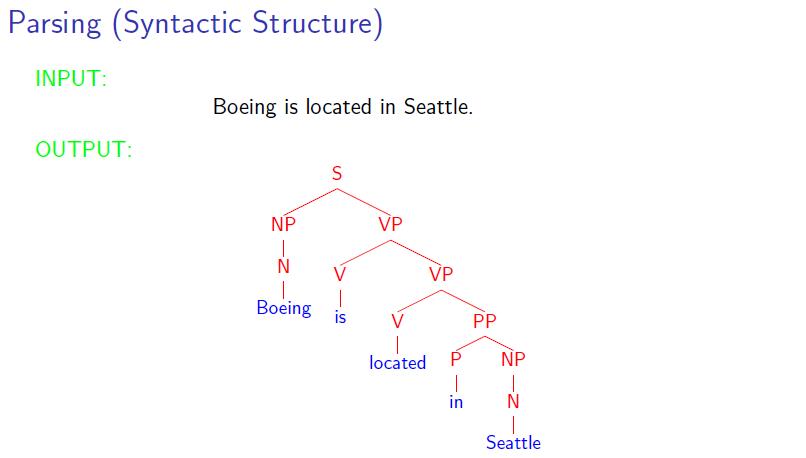 Parsing (Syntactic Structure)
INPUT:
Boeing is located in Seattle.
OUTPUT:
S
NP VP
N V VP
Boeing is V PP
located P NP
in N
Seattle